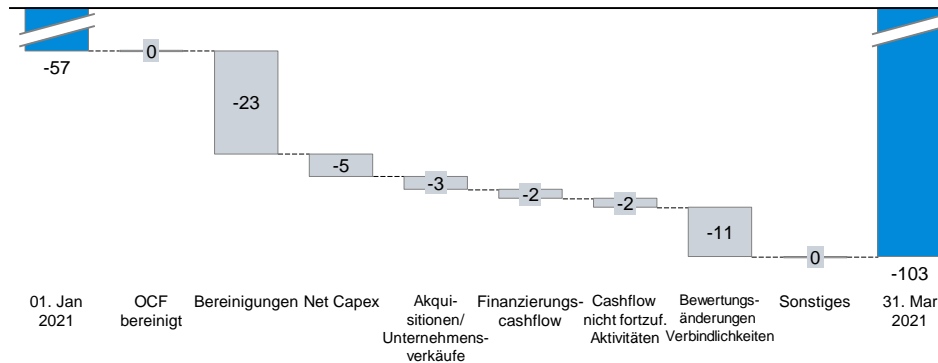 -57
0
-23
-5
-3
-2
-2
-11
0
-103
01. Jan
2021
OCF
bereinigt
Bereinigungen
Net Capex
Akqui-
sitionen/
Unternehmens-
verkäufe
Finanzierungs-
cashflow
Cashflow
nicht fortzuf.
Aktivitäten
Bewertungs-
änderungen
Verbindlichkeiten
Sonstiges
31. Mar
2021